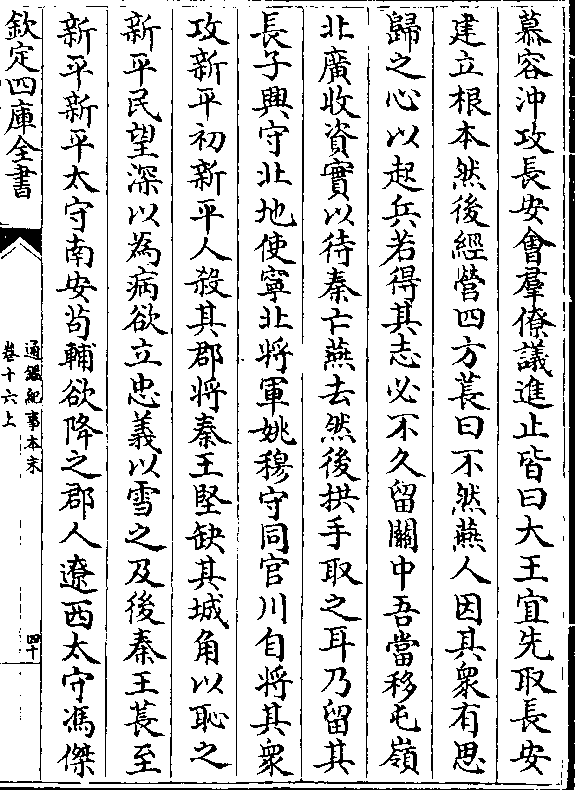 慕容沖攻長安會羣僚議進止皆曰大王宜先取長安
建立根本然後經營四方萇曰不然燕人因其衆有思
歸之心以起兵若得其志必不久留關中吾當移屯嶺
北廣收資實以待秦亡燕去然後拱手取之耳乃留其
長子興守北地使寧北將軍姚穆守同官川自將其衆
攻新平初新平人殺其郡將秦王堅缺其城角以恥之
新平民望深以為病欲立忠義以雪之及後秦王萇至
新平新平太守南安苟輔欲降之郡人遼西太守馮傑
欽定四庫全書
通鑑紀事本末
卷十六上
四十